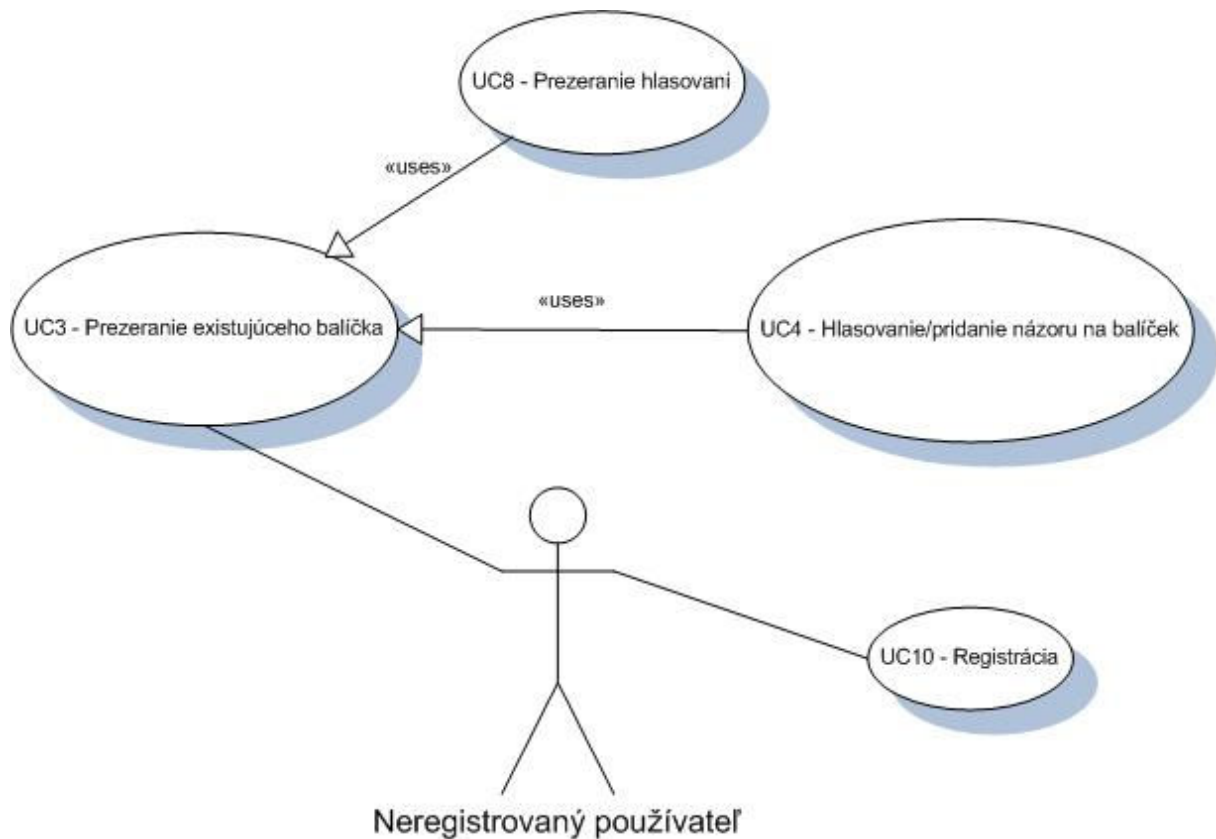 UC8 - Prezeranie hlasovaní
«uses»
«uses»
UC3 - Prezeranie existujúceho balíčka
UC4 - Hlasovanie/pridanie názoru na balíček
UC10 - Registrácia
Neregistrovaný používateľ